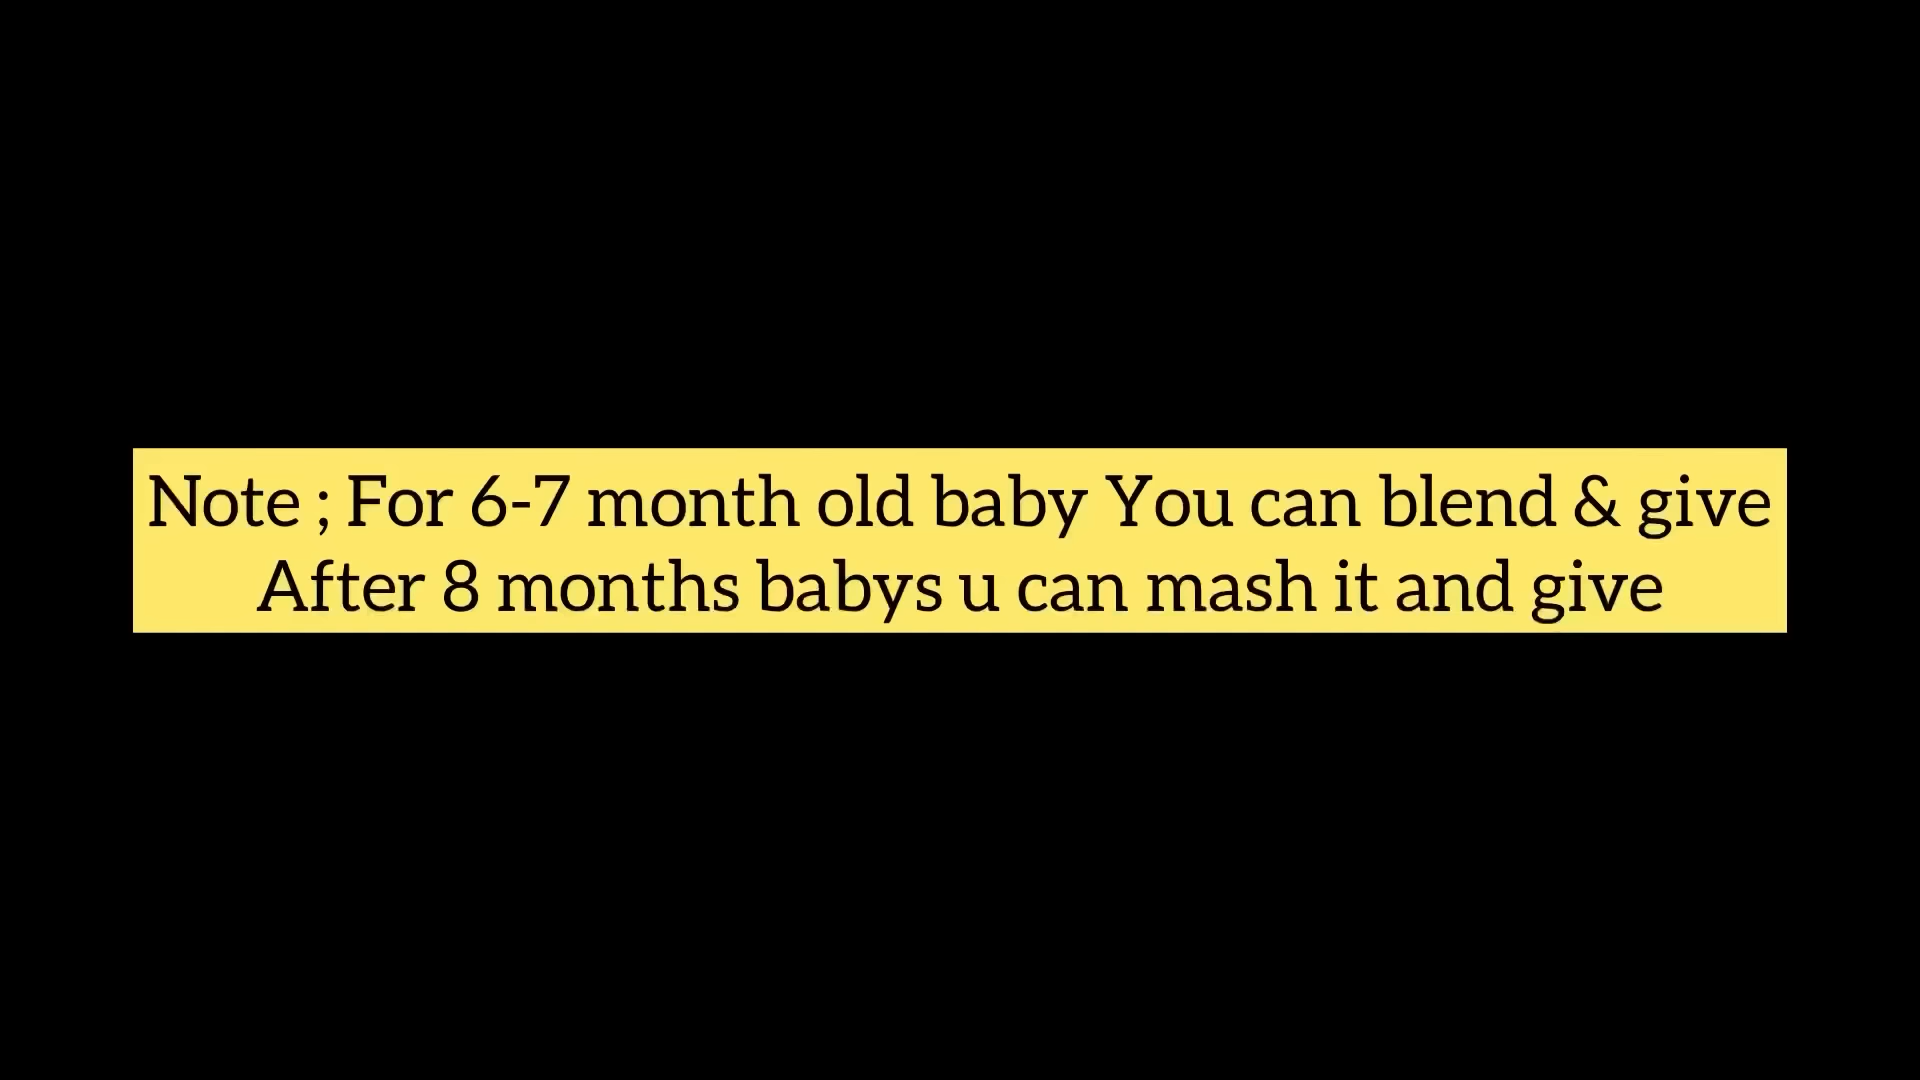 Note ; For 6-7 month old baby You can blend & give
After 8 months babys u can mash it and give